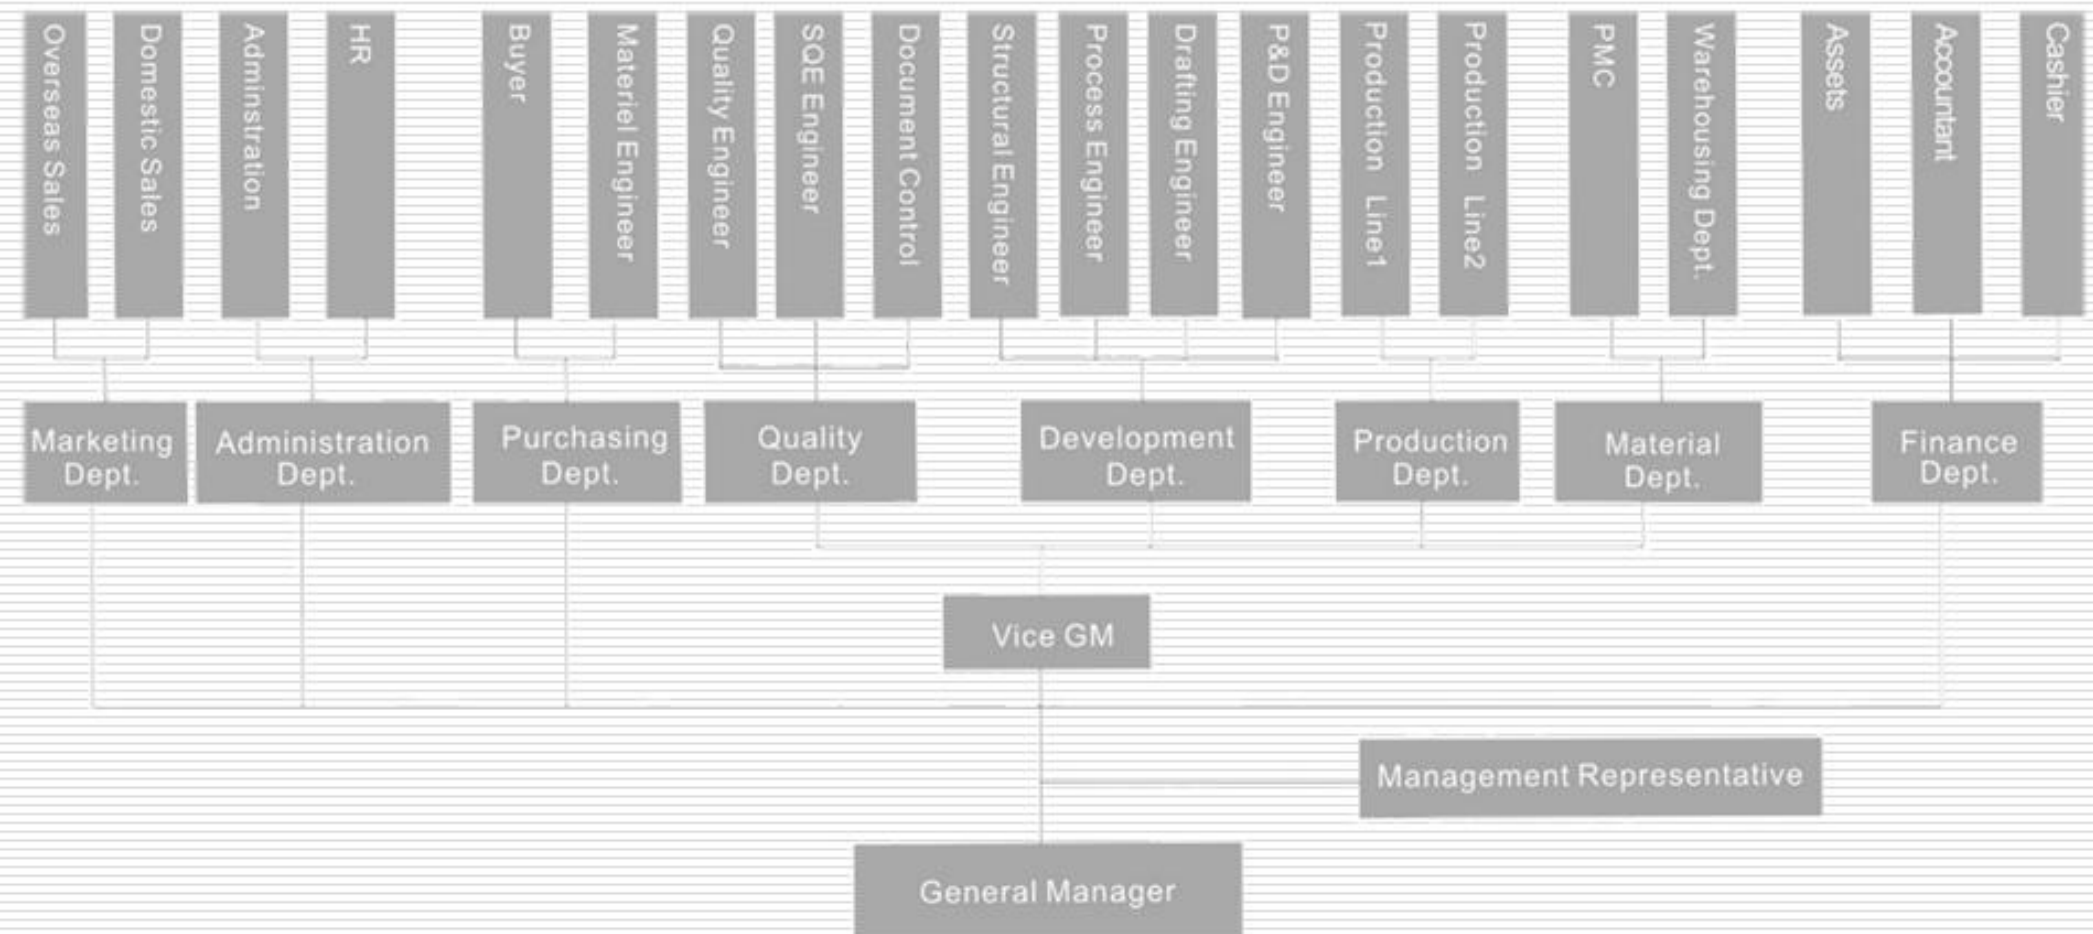 Overseas Sales
Domestic Sales
Adminstration
HR
Buyer
Materiel Engineer
Quality Engineer
SQE Engineer
Document Control
Structural Engineer
Process Engineer
Drafting Engineer
P&D Engineer
Production Line1
Production Line2
PMC
Warehousing Dept.
Assets
Accountant
Cashier
Marketing
Dept.
Administration
Dept.
Purchasing
Dept.
Quality
Dept.
Development
Dept.
Production
Dept.
Material
Dept.
Finance
Dept.
Vice GM
Management Representative
General Manager